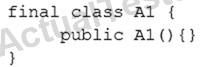 final class A1 {
    public A1(){}
}